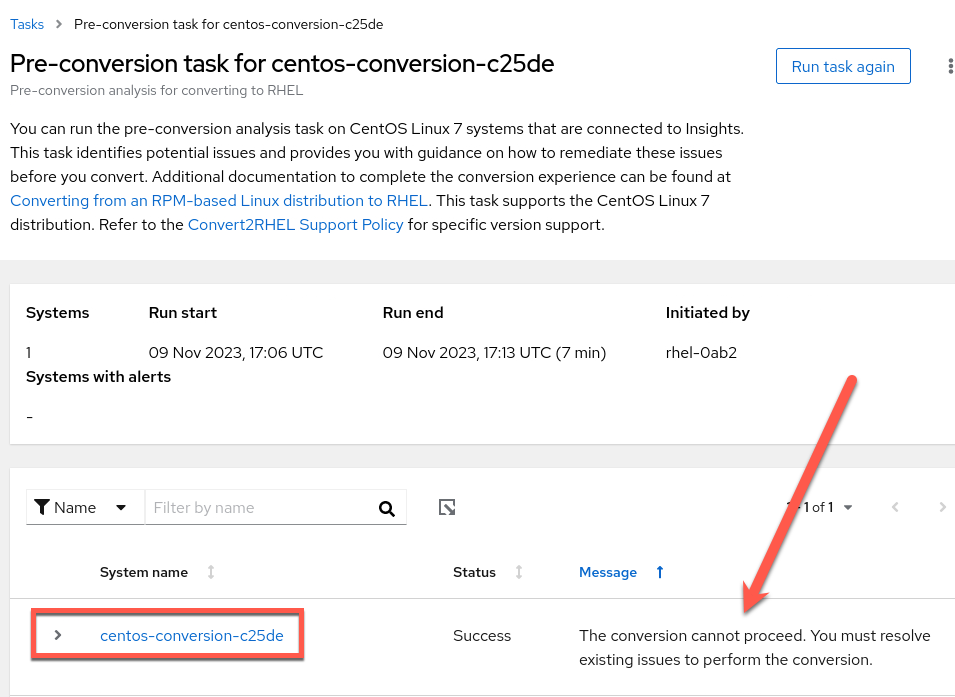 Tasks > Pre-conversion task for centos-conversion-c25de
Pre-conversion task for centos-conversion-c25de
Run task again
Pre-conversion analysis for converting to RHEL
You can run the pre-conversion analysis task on CentOS Linux 7 systems that are connected to Insights.
This task identifies potential issues and provides you with guidance on how to remediate these issues
before you convert. Additional documentation to complete the conversion experience can be found at
Converting from an RPM-based Linux distribution to RHEL. This task supports the CentOS Linux 7
distribution. Refer to the Convert2RHEL Support Policy for specific version support.
Systems Run start Run end Initiated by
1 09 Nov 2023, 17:06 UTC 09 Nov 2023, 17:13 UTC (7 min) rhel-0ab2
Systems with alerts
-
Name Filter by name 1 of 1
System name Status Message
centos-conversion-c25de Success The conversion cannot proceed. You must resolve
existing issues to perform the conversion.